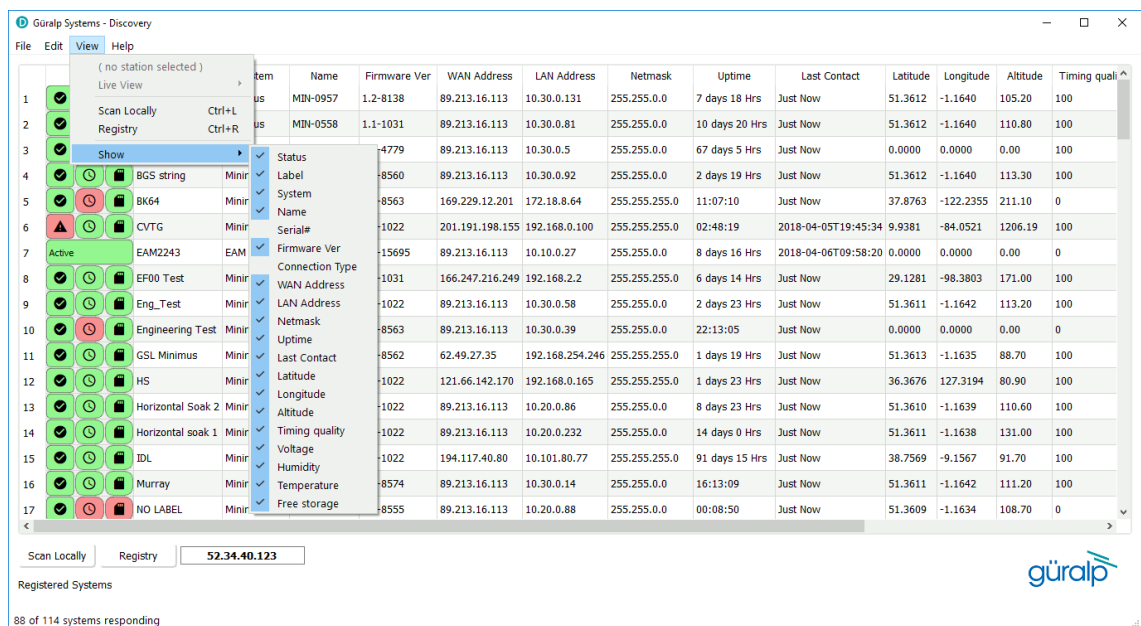 Güralp Systems - Discovery
File Edit View Help
( no station selected )
Live View
Scan Locally Ctrl+L
Registry Ctrl+R
Show
Status
Label
System
Name
Serial#
Firmware Ver
Connection Type
WAN Address
LAN Address
Netmask
Uptime
Last Contact
Latitude
Longitude
Altitude
Timing quality
Voltage
Humidity
Temperature
Free storage
tem Name Firmware Ver WAN Address LAN Address Netmask Uptime Last Contact Latitude Longitude Altitude Timing quali
1 us MIN-0957 1.2-8138 89.213.16.113 10.30.0.131 255.255.0.0 7 days 18 Hrs Just Now 51.3612 -1.1640 105.20 100
2 us MIN-0558 1.1-1031 89.213.16.113 10.30.0.81 255.255.0.0 10 days 20 Hrs Just Now 51.3612 -1.1640 110.80 100
3 -4779 89.213.16.113 10.30.0.5 255.255.0.0 67 days 5 Hrs Just Now 0.0000 0.0000 0.00 100
4 BGS string Minir -8560 89.213.16.113 10.30.0.92 255.255.0.0 2 days 19 Hrs Just Now 51.3612 -1.1640 113.30 100
5 BK64 Minir -8563 169.229.12.201 172.18.8.64 255.255.0.0 11:07:10 Just Now 37.8763 -122.2355 211.10 0
6 CVTG Minir -1022 201.191.198.155 192.168.0.100 255.255.255.0 02:48:19 2018-04-05T19:45:34 9.9381 -84.0521 1206.19 100
7 Active EAM2243 EAM -15695 89.213.16.113 10.10.0.27 255.255.0.0 8 days 16 Hrs 2018-04-06T09:58:20 0.0000 0.0000 0.00 0
8 EF00 Test Minir -1031 166.247.216.249 192.168.2.2 255.255.255.0 6 days 14 Hrs Just Now 29.1281 -98.3803 171.00 100
9 Eng_Test Minir -1022 89.213.16.113 10.30.0.58 255.255.0.0 2 days 23 Hrs Just Now 51.3611 -1.1642 113.20 100
10 Engineering Test Minir -8563 89.213.16.113 10.30.0.39 255.255.0.0 22:13:05 Just Now 0.0000 0.0000 0.00 0
11 GSL Minimus Minir -8562 62.49.27.35 192.168.254.246 255.255.255.0 1 days 19 Hrs Just Now 51.3613 -1.1635 88.70 100
12 HS Minir -1022 121.66.142.170 192.168.0.165 255.255.255.0 1 days 23 Hrs Just Now 36.3676 127.3194 80.90 100
13 Horizontal Soak 2 Minir -1022 89.213.16.113 10.20.0.86 255.255.0.0 8 days 23 Hrs Just Now 51.3610 -1.1639 110.60 100
14 Horizontal soak 1 Minir -1022 89.213.16.113 10.20.0.232 255.255.0.0 14 days 0 Hrs Just Now 51.3611 -1.1638 131.00 100
15 IDL Minir -1022 194.117.40.80 10.101.80.77 255.255.255.0 91 days 15 Hrs Just Now 38.7569 -9.1567 91.70 100
16 Murray Minir -8574 89.213.16.113 10.30.0.14 255.255.0.0 16:13:09 Just Now 51.3611 -1.1642 111.20 100
17 NO LABEL Minir -8555 89.213.16.113 10.20.0.88 255.255.0.0 00:08:50 Just Now 51.3609 -1.1634 108.70 0
Scan Locally Registry 52.34.40.123
güralp
Registered Systems
88 of 114 systems responding